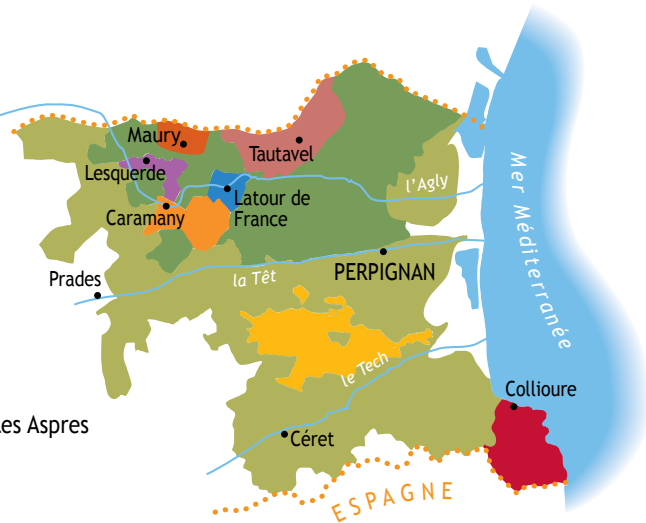 Maury
Tautavel
Lesquerde
Latour de
France
Caramany
l'Agly
Mer Méditerranée
PERPIGNAN
Prades
la Têt
le Tech
Collioure
es Aspres
Céret
ESPAGNE